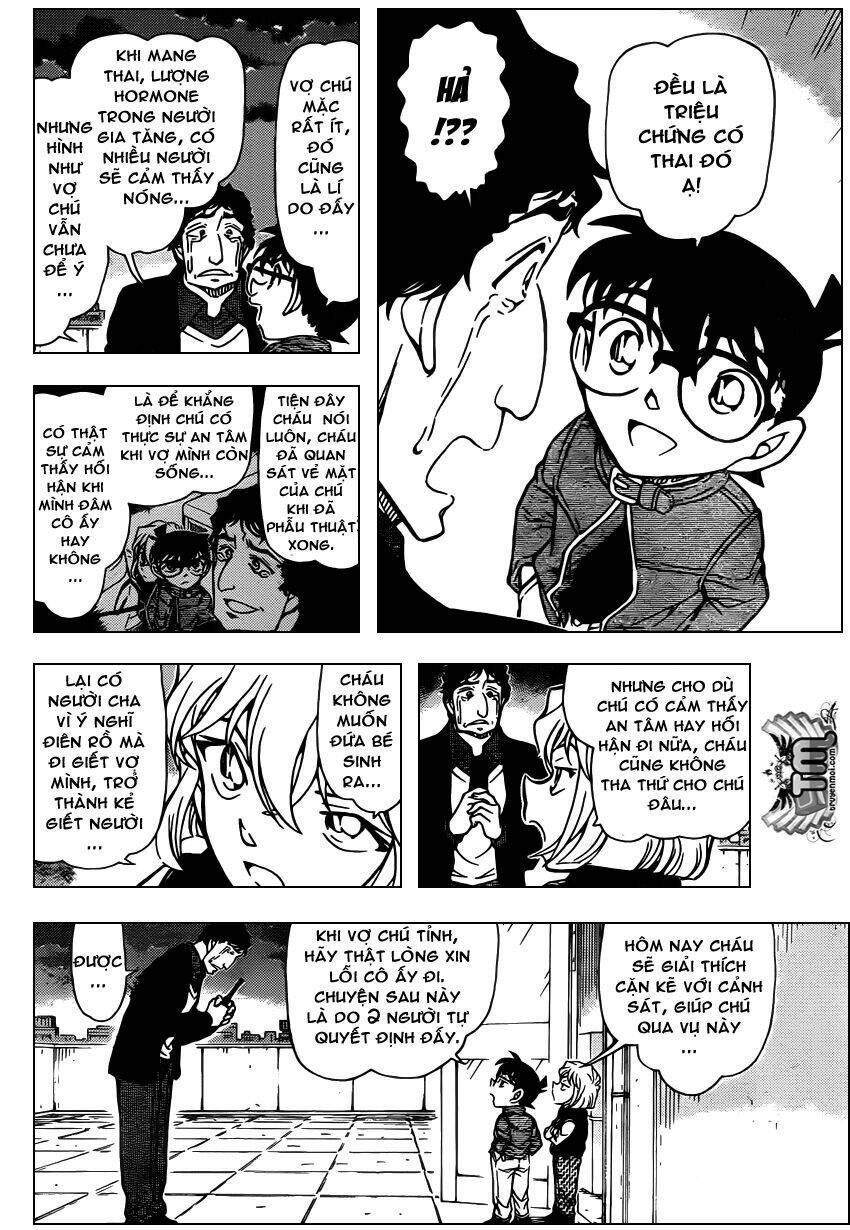 ĐỀU LÀ
TRIỆU
CHỨNG CÓ
THAI ĐÓ
Ạ!
HẢ
!??
VỢ CHÚ
MẶC
RẤT ÍT,
ĐÓ
CŨNG
LÀ LÍ
DO ĐẤY
...
KHI MANG
THAI, LƯỢNG
HORMONE
TRONG NGƯỜI
GIA TĂNG, CÓ
NHIỀU NGƯỜI
SẼ CẢM THẤY
NÓNG...
NHƯNG
HÌNH
NHƯ
VỢ
CHÚ
VẪN
CHƯA
ĐỂ Ý
...
TIỆN ĐÂY
CHÁU NÓI
LUÔN, CHÁU
ĐÃ QUAN
SÁT VẺ MẶT
CỦA CHÚ
KHI ĐÃ
PHẪU THUẬT
XONG.
LÀ ĐỂ KHẲNG
ĐỊNH CHÚ CÓ
THỰC SỰ AN TÂM
KHI VỢ MÌNH CÒN
SỐNG...
CÓ THẬT
SỰ CẢM
THẤY HỐI
HẬN KHI
MÌNH ĐÂM
CÔ ẤY
HAY
KHÔNG
...
NHƯNG CHO DÙ
CHÚ CÓ CẢM THẤY
AN TÂM HAY HỐI
HẬN ĐI NỮA, CHÁU
CŨNG KHÔNG
THA THỨ CHO CHÚ
ĐÂU...
CHÁU
KHÔNG
MUỐN
ĐỨA BÉ
SINH
RA...
LẠI CÓ
NGƯỜI CHA
VÌ Ý NGHĨ
ĐIÊN RỒ MÀ
ĐI GIẾT VỢ
MÌNH, TRỞ
THÀNH KẺ
GIẾT NGƯỜI
...
TM
truyenmoi.com
HÔM NAY CHÁU
SẼ GIẢI THÍCH
CẶN KẼ VỚI CẢNH
SÁT, GIÚP CHÚ
QUA VỤ NÀY
...
KHI VỢ CHÚ TỈNH,
HÃY THẬT LÒNG XIN
LỖI CÔ ẤY ĐI.
CHUYỆN SAU NÀY
LÀ DO 2 NGƯỜI TỰ
QUYẾT ĐỊNH ĐẤY.
ĐƯỢC
...